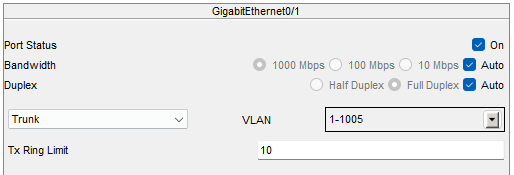 GigabitEthernet0/1
Port Status On
Bandwidth 1000 Mbps 100 Mbps 10 Mbps Auto
Duplex Half Duplex Full Duplex Auto
Trunk VLAN 1-1005
Tx Ring Limit 10